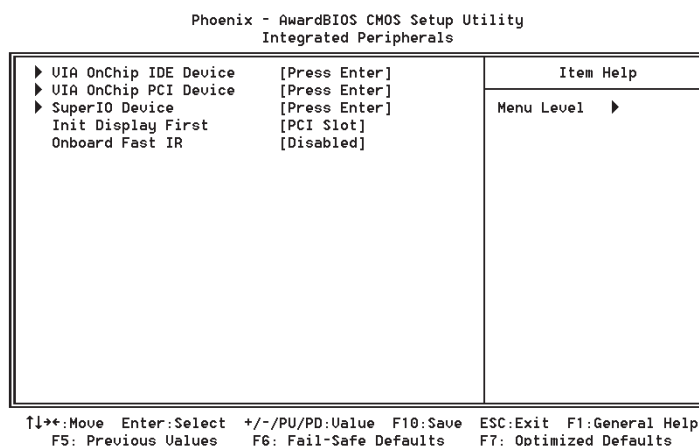 Phoenix - AwardBIOS CMOS Setup Utility
Integrated Peripherals
▶ VIA OnChip IDE Device [Press Enter]
▶ VIA OnChip PCI Device [Press Enter]
▶ SuperIO Device [Press Enter]
Init Display First [PCI Slot]
Onboard Fast IR [Disabled]
Item Help
Menu Level ▶
↑↓→←:Move Enter:Select +/-/PU/PD:Value F10:Save ESC:Exit F1:General Help
F5: Previous Values F6: Fail-Safe Defaults F7: Optimized Defaults